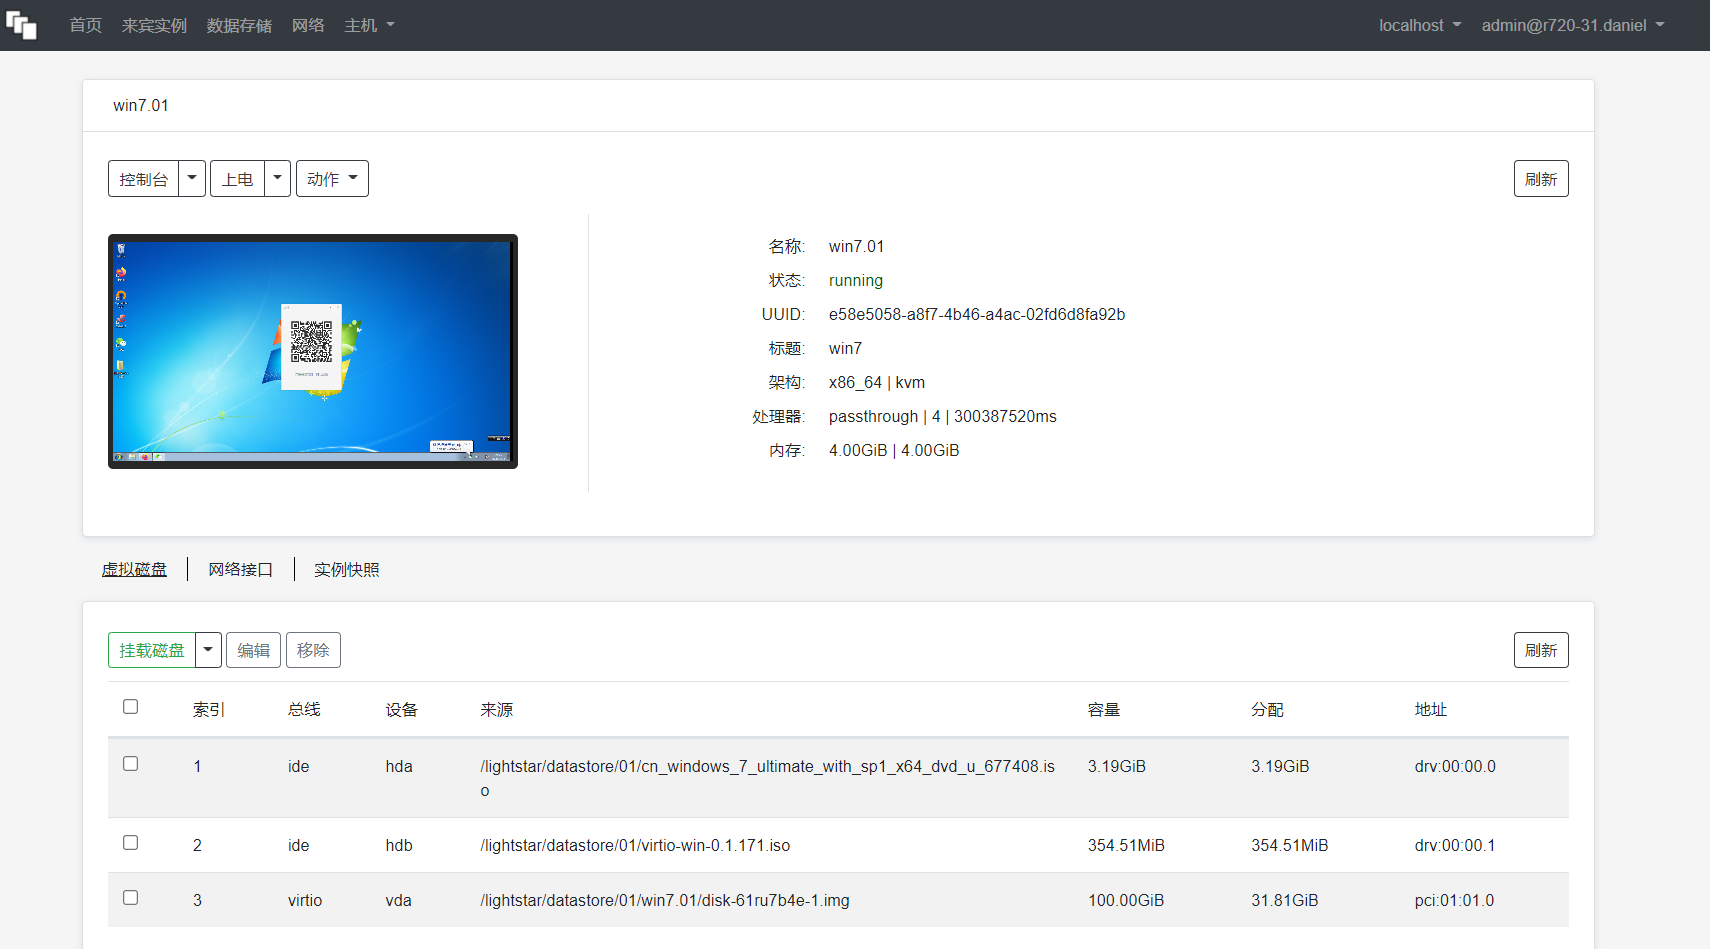 首页 来宾实例 数据存储 网络 主机 localhost admin@r720-31.daniel
win7.01
控制台 上电 动作 刷新
名称: win7.01
状态: running
UUID: e58e5058-a8f7-4b46-a4ac-02fd6d8fa92b
标题: win7
架构: x86_64 | kvm
处理器: passthrough | 4 | 300387520ms
内存: 4.00GiB | 4.00GiB
虚拟磁盘 网络接口 实例快照
挂载磁盘 编辑 移除 刷新
索引 总线 设备 来源 容量 分配 地址
1 ide hda /lightstar/datastore/01/cn_windows_7_ultimate_with_sp1_x64_dvd_u_677408.is 3.19GiB 3.19GiB drv:00:00.0
o
2 ide hdb /lightstar/datastore/01/virtio-win-0.1.171.iso 354.51MiB 354.51MiB drv:00:00.1
3 virtio vda /lightstar/datastore/01/win7.01/disk-61ru7b4e-1.img 100.00GiB 31.81GiB pci:01:01.0